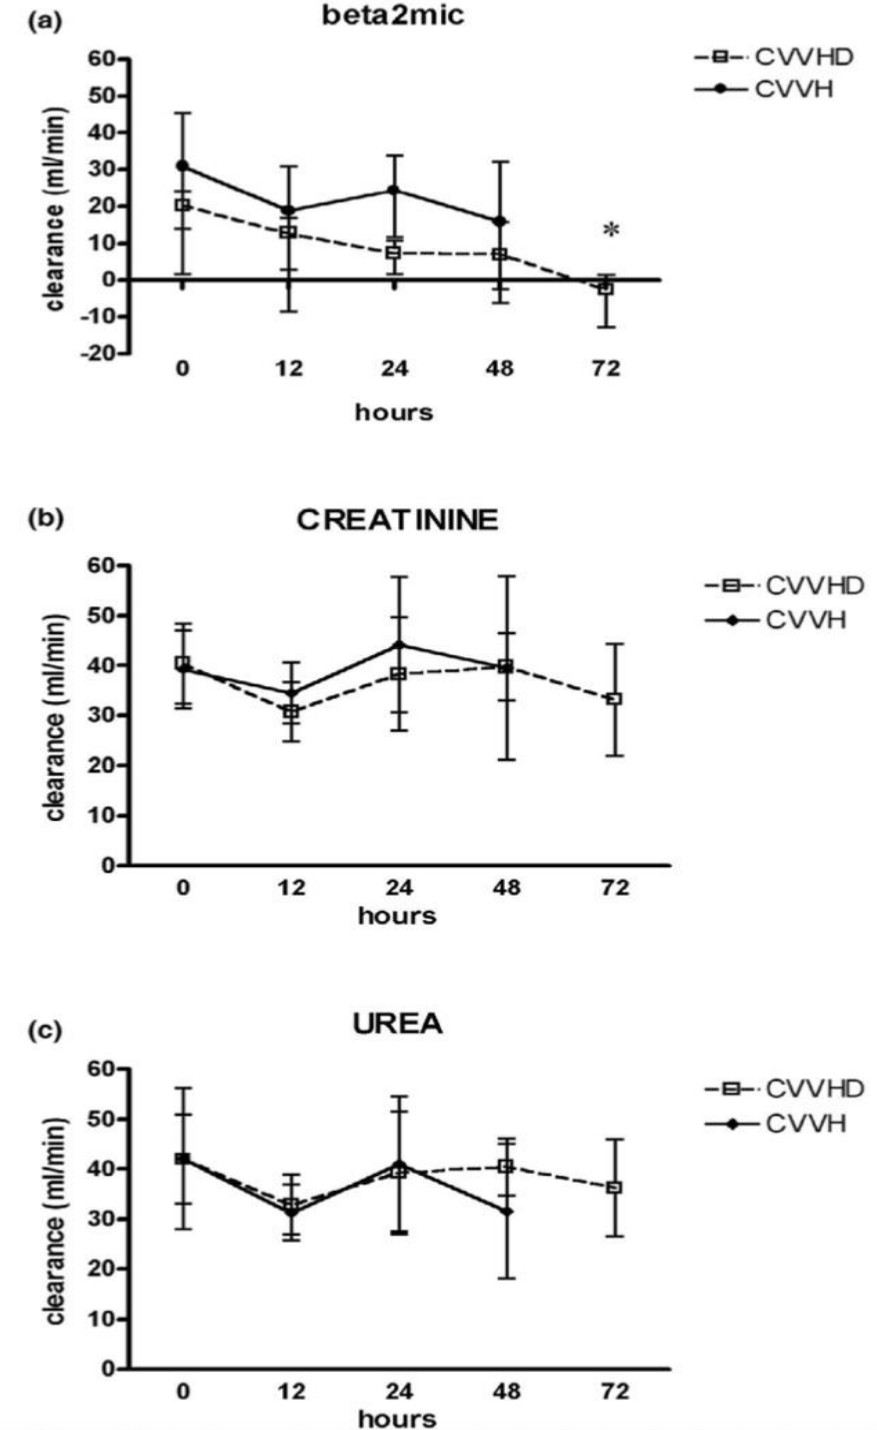 (a) beta2mic
CVVHD
CVVH
clearance (ml/min)
60
50
40
30
20
10
0
-10
-20
*
0 12 24 48 72
hours
(b) CREATININE
CVVHD
CVVH
clearance (ml/min)
60
50
40
30
20
10
0
0 12 24 48 72
hours
(c) UREA
CVVHD
CVVH
clearance (ml/min)
60
50
40
30
20
10
0
0 12 24 48 72
hours